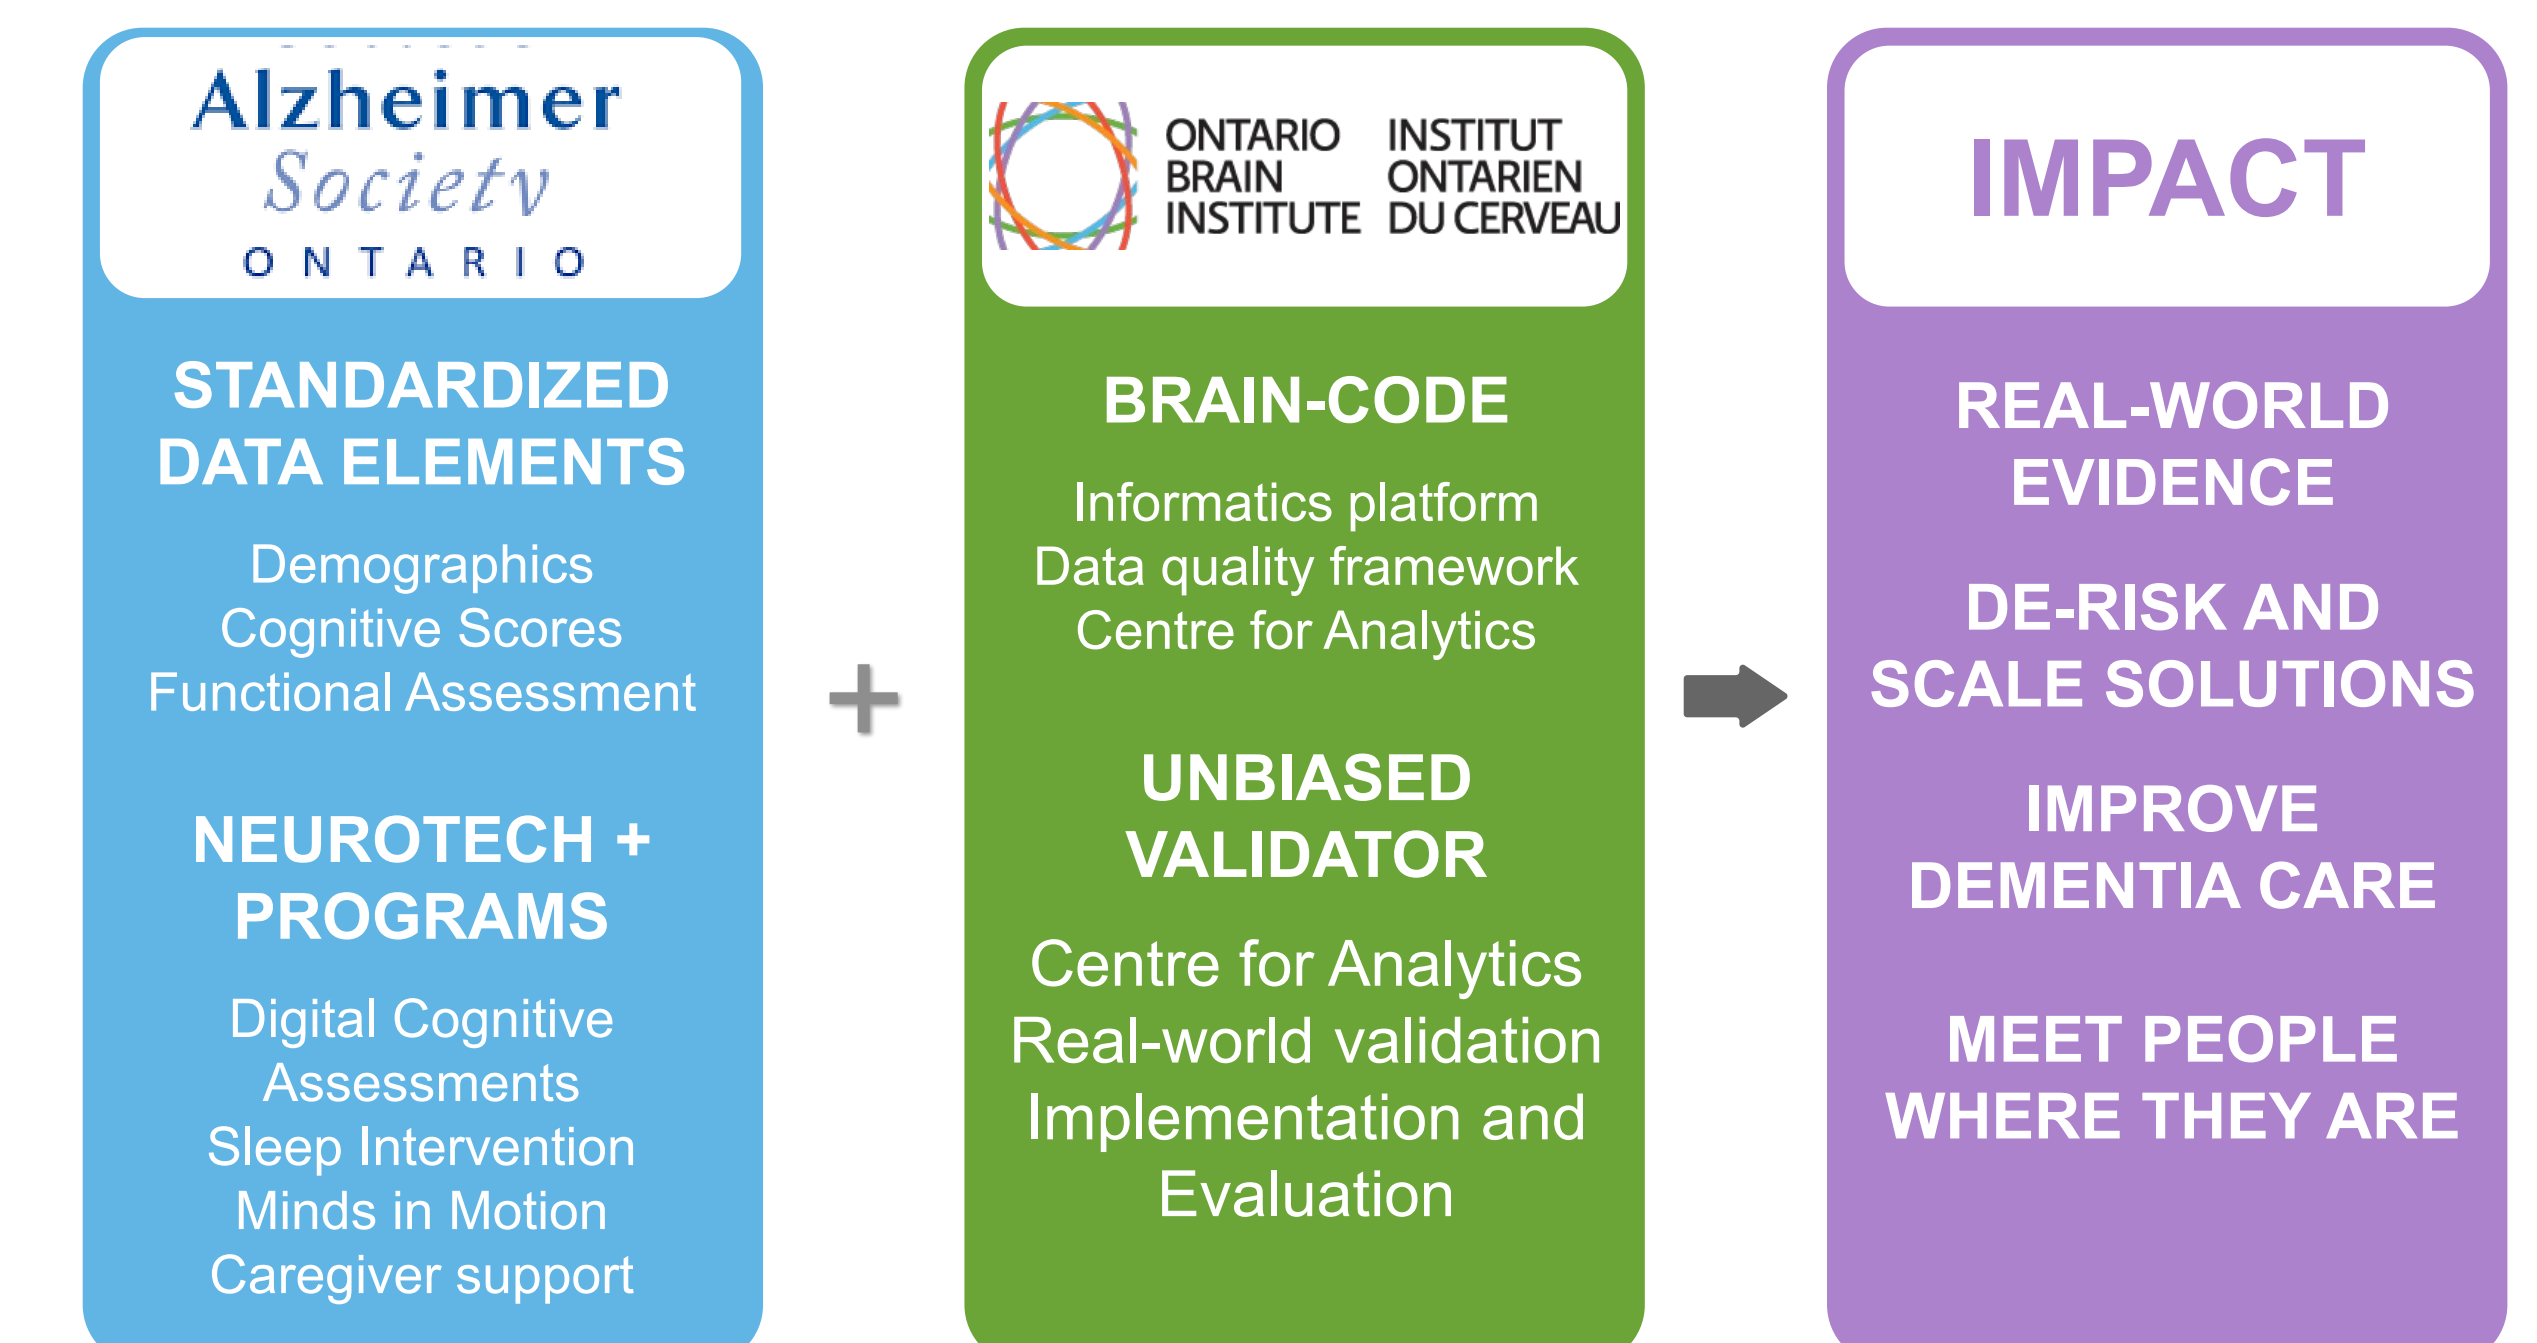 Alzheimer
Society
ONTARIO
STANDARDIZED
DATA ELEMENTS
Demographics
Cognitive Scores
Functional Assessment
NEUROTECH +
PROGRAMS
Digital Cognitive
Assessments
Sleep Intervention
Minds in Motion
Caregiver support
+
ONTARIO
BRAIN
INSTITUTE
INSTITUT
ONTARIEN
DU CERVEAU
BRAIN-CODE
Informatics platform
Data quality framework
Centre for Analytics
UNBIASED
VALIDATOR
Centre for Analytics
Real-world validation
Implementation and
Evaluation
IMPACT
REAL-WORLD
EVIDENCE
DE-RISK AND
SCALE SOLUTIONS
IMPROVE
DEMENTIA CARE
MEET PEOPLE
WHERE THEY ARE